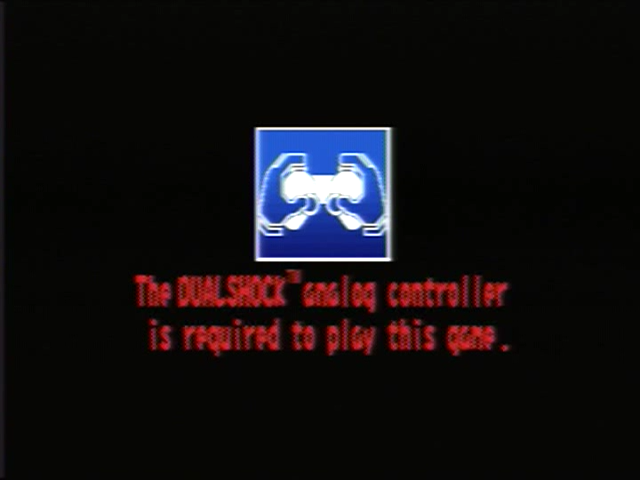 The DUALSHOCK™ analog controller
is required to play this game.